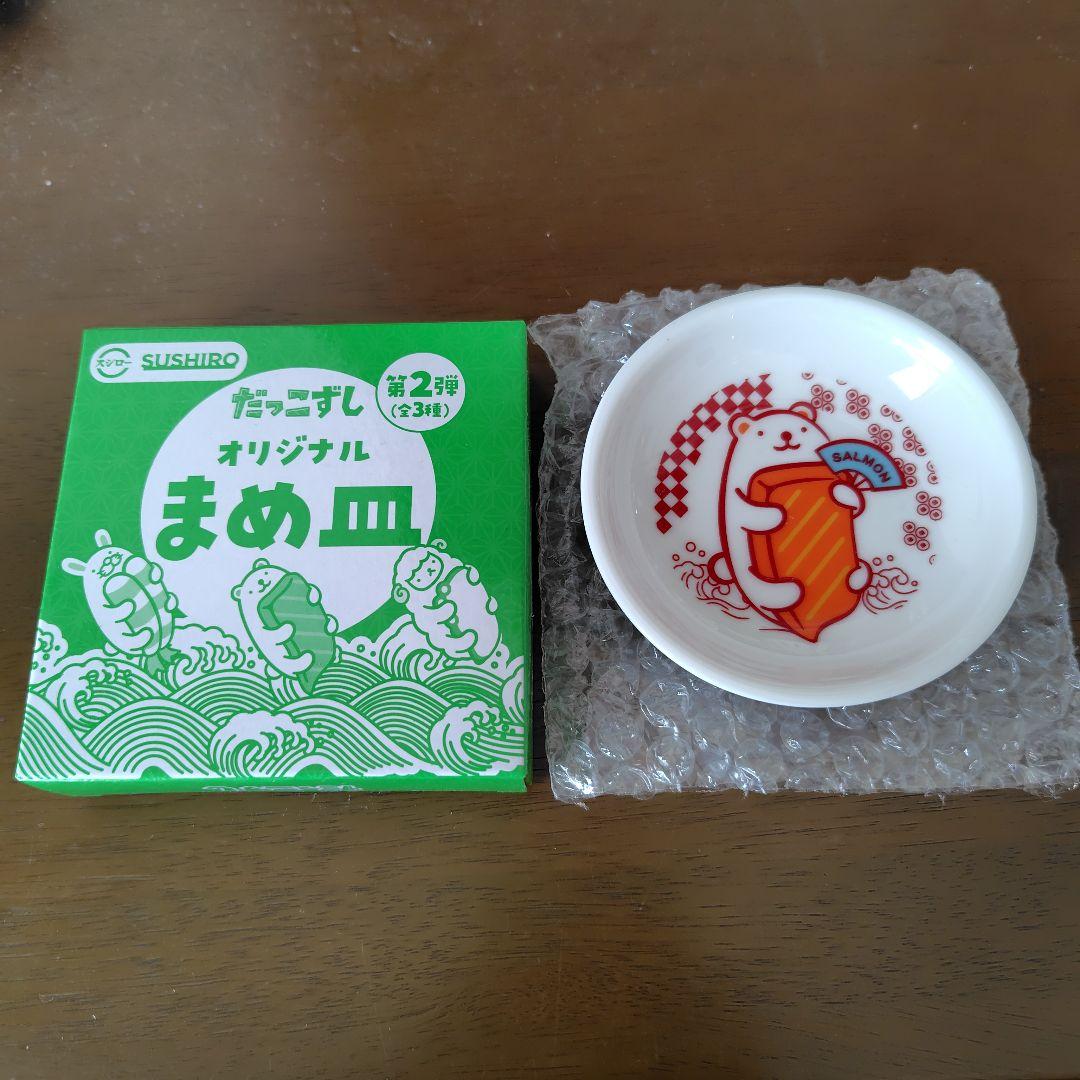 スシロー SUSHIRO
だっこずし
第2弾
(全3種)
オリジナル
まめ皿
SALMON